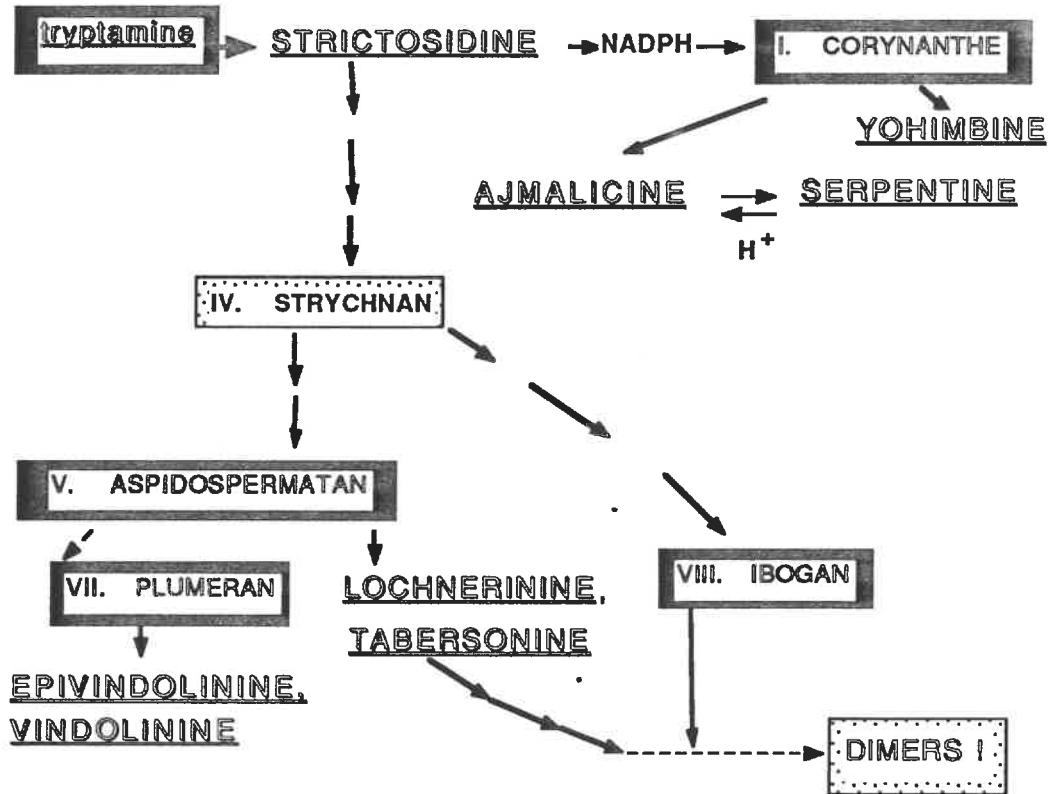 tryptamine
STRICTOSIDINE
NADPH
I. CORYNANTHE
YOHIMBINE
AJMALICINE
SERPENTINE
H+
IV. STRYCHNAN
V. ASPIDOSPERMATAN
VII. PLUMERAN
LOCHNERININE,
TABERSONINE
VIII. IBOGAN
EPIVINDOLININE,
VINDOLININE
DIMERS I